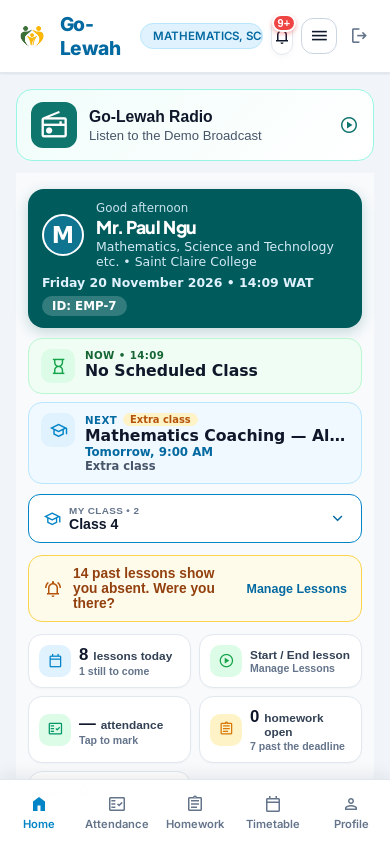 Go-Lewah
MATHEMATICS, SC
9+
Go-Lewah Radio
Listen to the Demo Broadcast
Good afternoon
M
Mr. Paul Ngu
Mathematics, Science and Technology
etc. • Saint Claire College
Friday 20 November 2026 • 14:09 WAT
ID: EMP-7
NOW • 14:09
No Scheduled Class
NEXT Extra class
Mathematics Coaching — Al...
Tomorrow, 9:00 AM
Extra class
MY CLASS • 2
Class 4
14 past lessons show
you absent. Were you
there?
Manage Lessons
8 lessons today
1 still to come
Start / End lesson
Manage Lessons
— attendance
Tap to mark
0 homework
open
7 past the deadline
Home
Attendance
Homework
Timetable
Profile